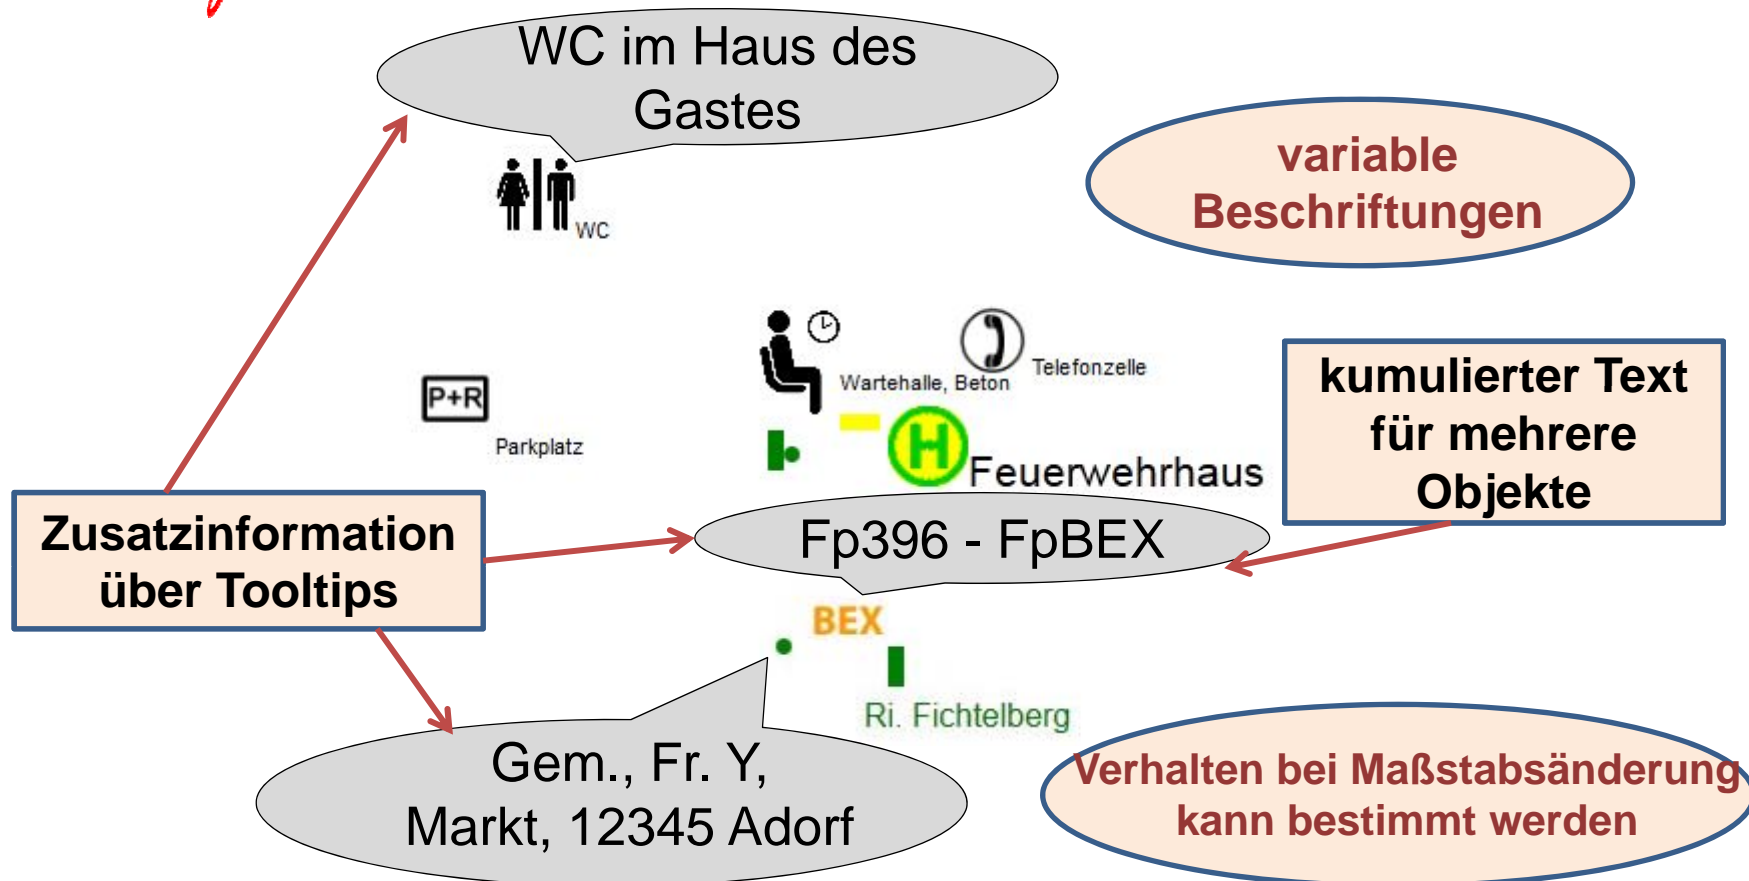 WC im Haus des
Gastes
variable
Beschriftungen
WC
Telefonzelle
Wartehalle, Beton
P+R
Parkplatz
H
Feuerwehrhaus
kumulierter Text
für mehrere
Objekte
Zusatzinformation
über Tooltips
Fp396 - FpBEX
BEX
Ri. Fichtelberg
Gem., Fr. Y,
Markt, 12345 Adorf
Verhalten bei Maßstabsänderung
kann bestimmt werden